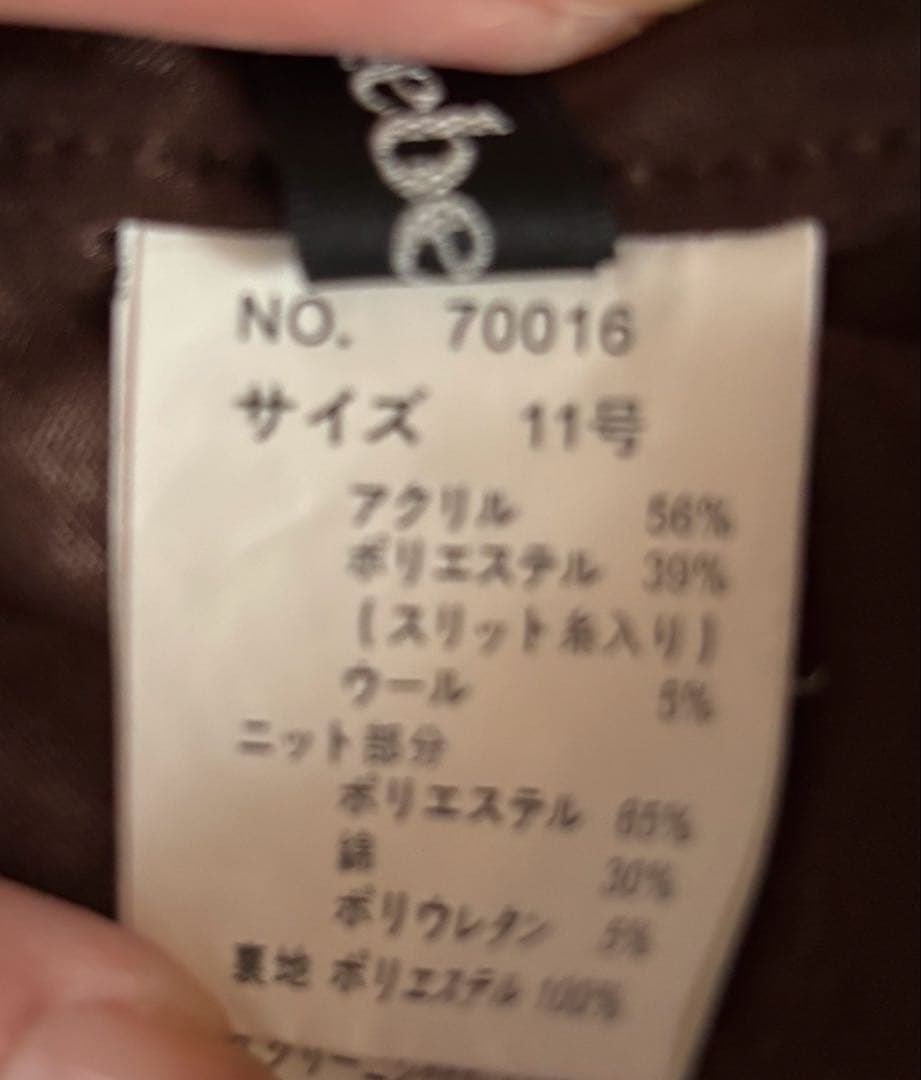 ebe
NO. 70016
サイズ 11号
アクリル 56%
ポリエステル 39%
(スリット糸入り)
ウール 5%
ニット部分
ポリエステル 65%
綿 30%
ポリウレタン 5%
裏地 ポリエステル 100%